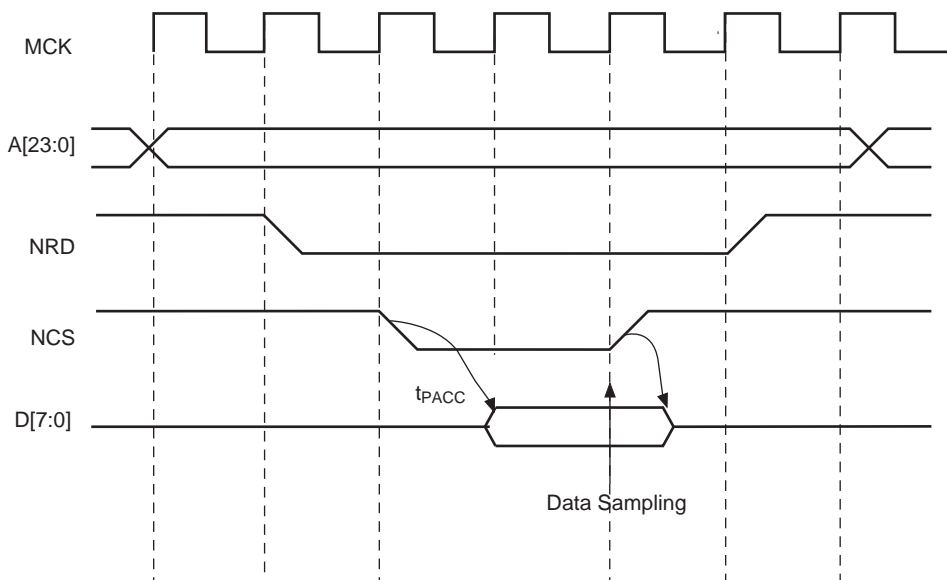 MCK
A[23:0]
NRD
NCS
tPACC
D[7:0]
Data Sampling